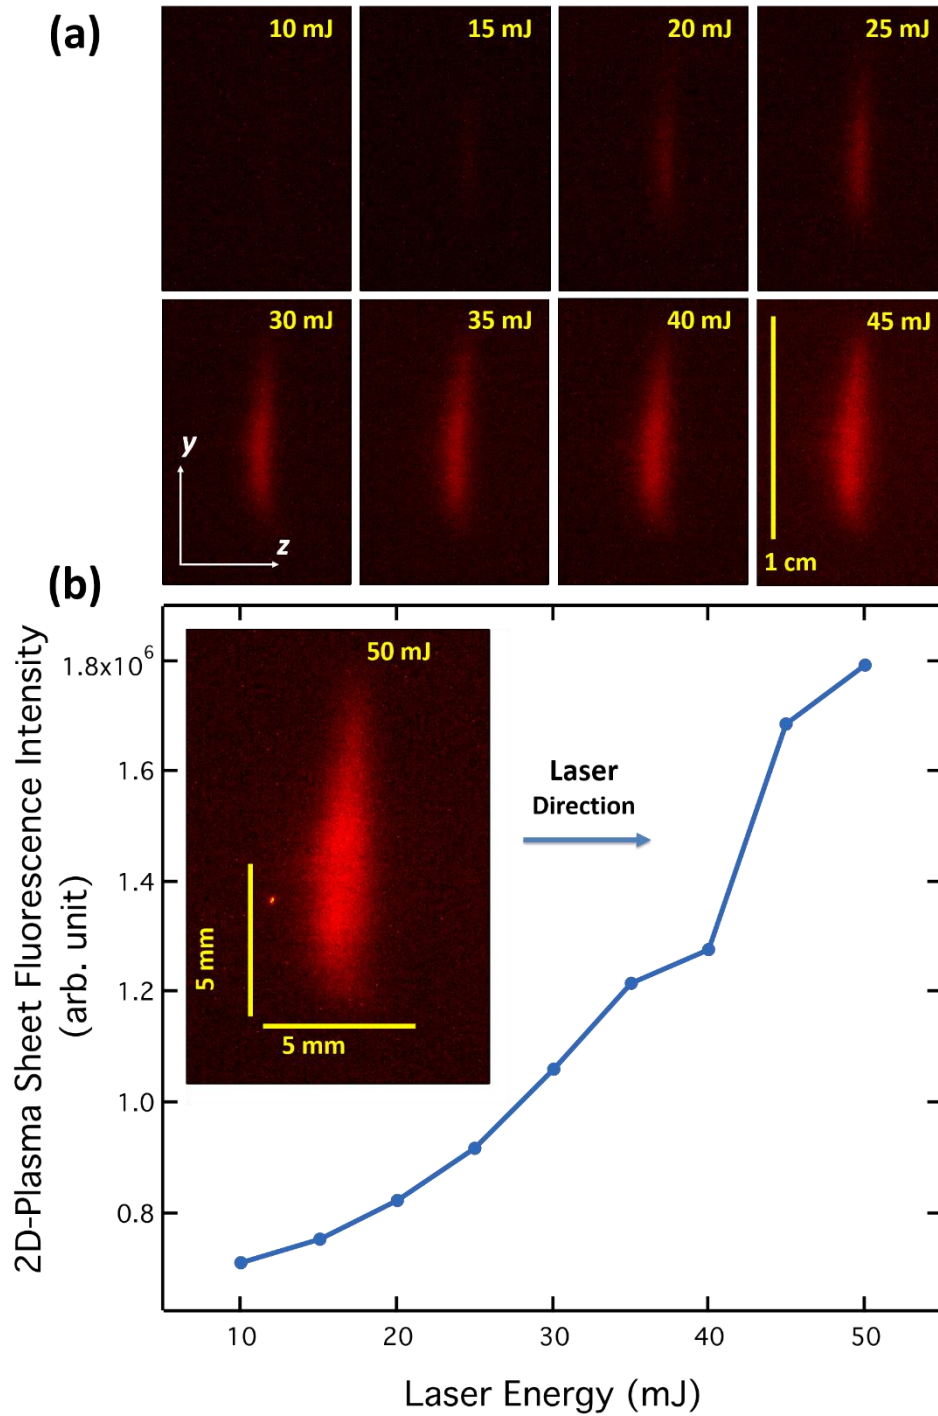 (a)
10 mJ
15 mJ
20 mJ
25 mJ
30 mJ
35 mJ
40 mJ
45 mJ
y
z
1 cm
(b)
2D-Plasma Sheet Fluorescence Intensity
(arb. unit)
1.8x10⁶
1.6
1.4
1.2
1.0
0.8
50 mJ
5 mm
5 mm
Laser
Direction
10
20
30
40
50
Laser Energy (mJ)